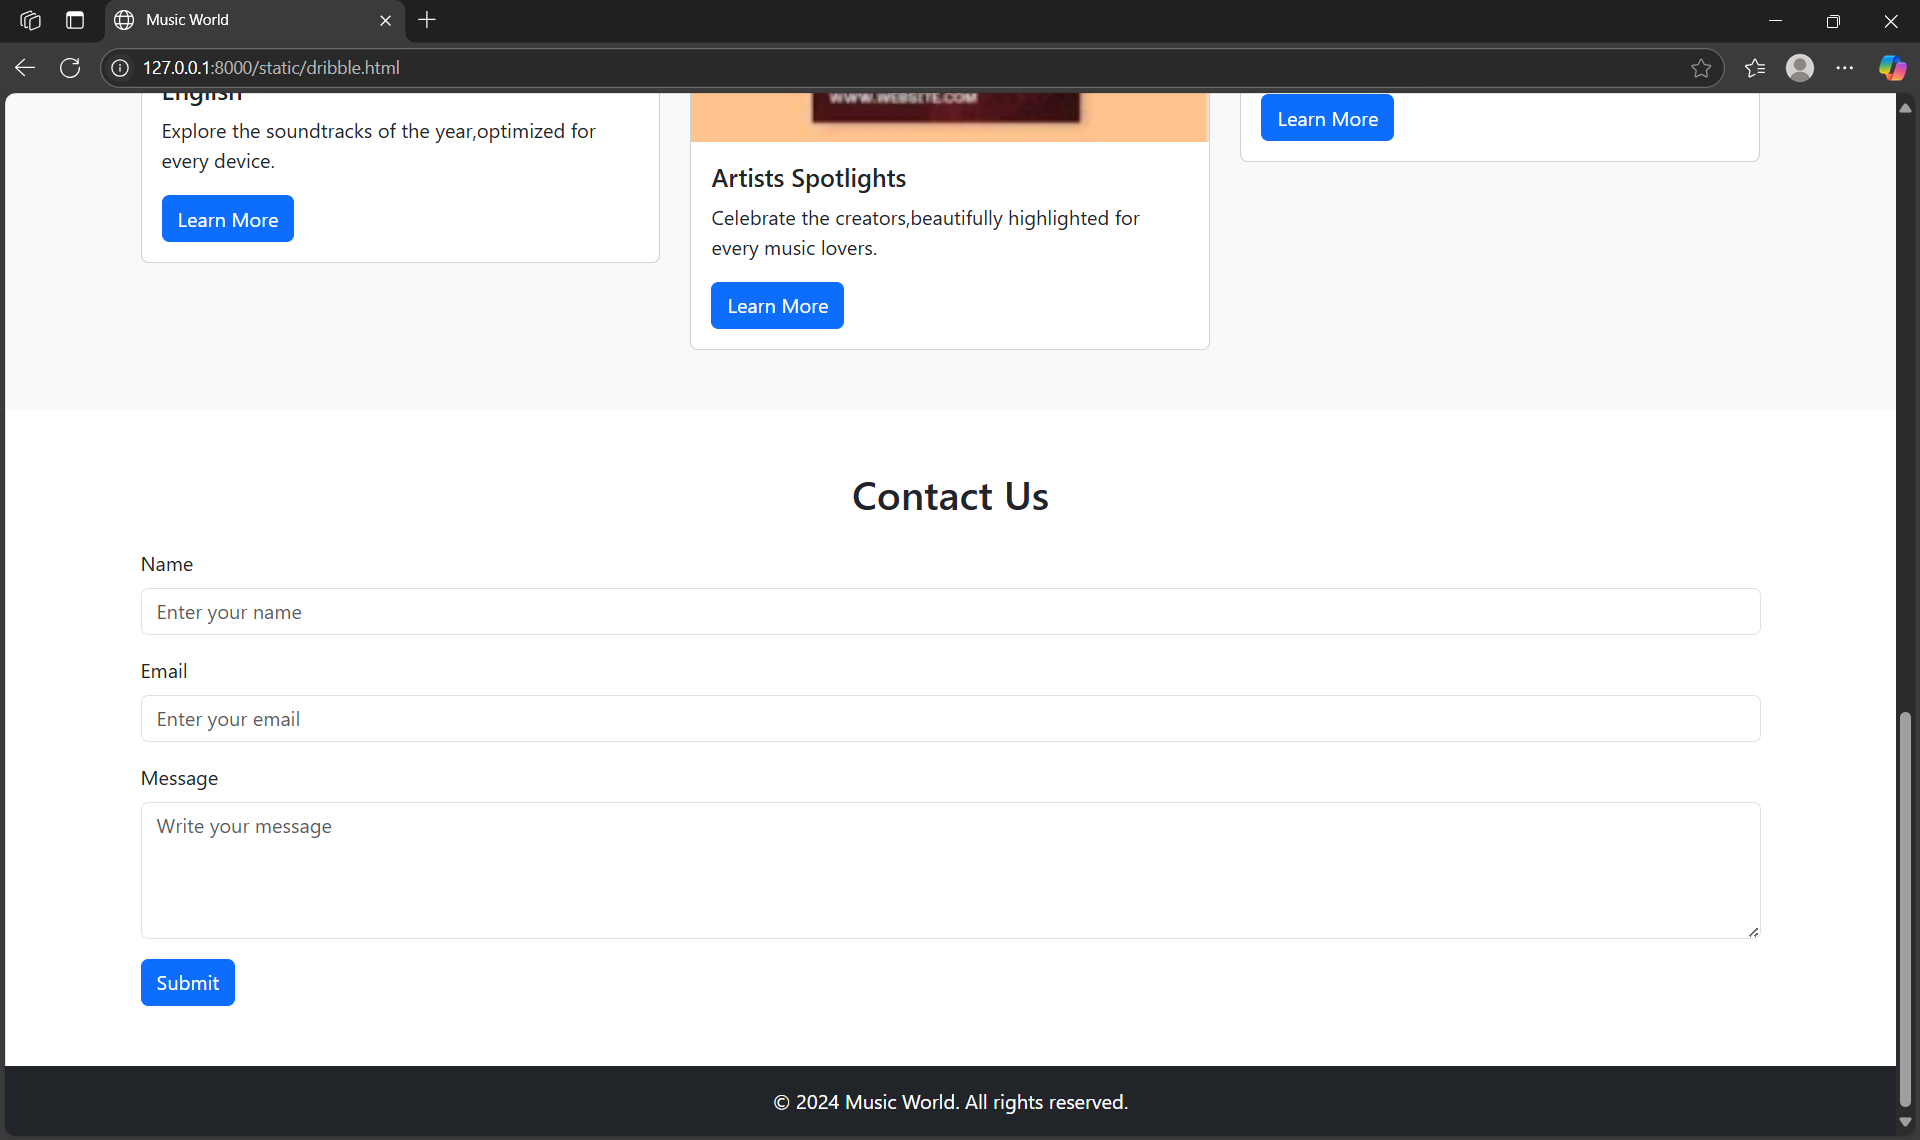 Music World
127.0.0.1:8000/static/dribble.html
English
Explore the soundtracks of the year,optimized for
every device.
Learn More
WWW.WEBSITE.COM
Artists Spotlights
Celebrate the creators,beautifully highlighted for
every music lovers.
Learn More
Learn More
Contact Us
Name
Enter your name
Email
Enter your email
Message
Write your message
Submit
© 2024 Music World. All rights reserved.